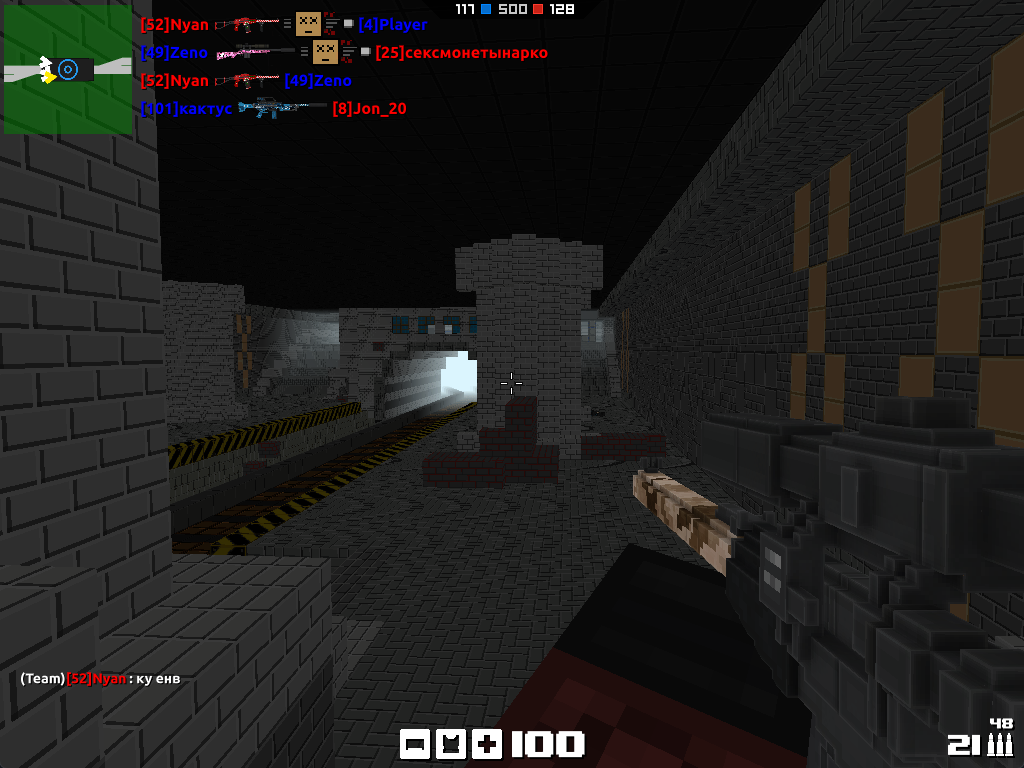 117 500 128
[52]Nyan [4]Player
[49]Zeno [25]сексмонетынарко
[52]Nyan [49]Zeno
[101]кактус [8]Jon_20
(Team)[52]Nyan : ку енв
100
48
21